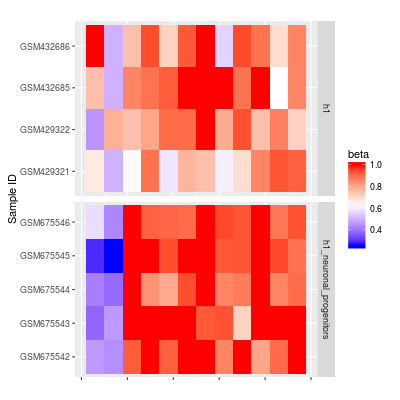 GSM432686
GSM432685
GSM429322
GSM429321
h1
GSM675546
GSM675545
GSM675544
GSM675543
GSM675542
h1_neuronal_progenitors
Sample ID
beta
1.0
0.8
0.6
0.4